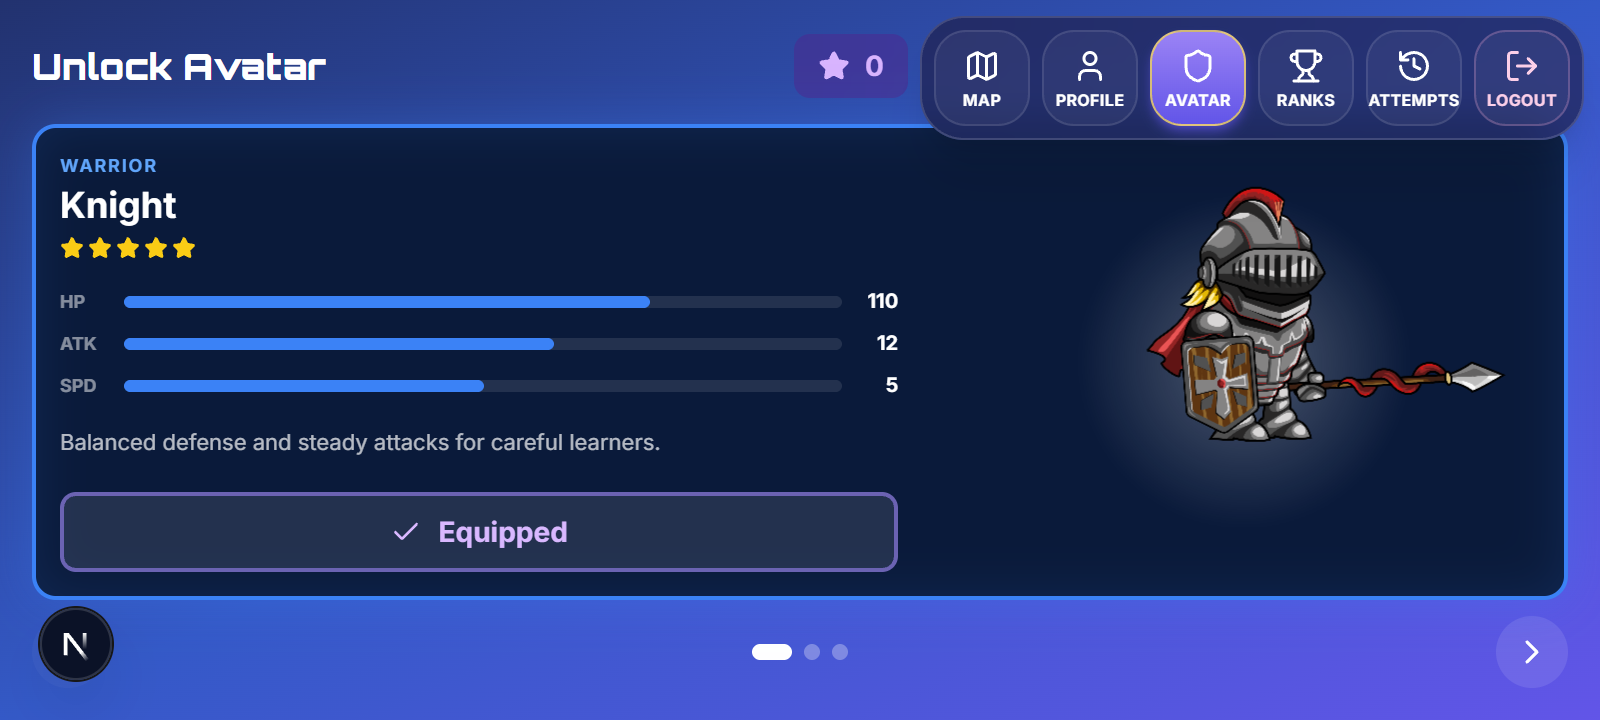 Unlock Avatar
0
MAP
PROFILE
AVATAR
RANKS
ATTEMPTS
LOGOUT
WARRIOR
Knight
HP 110
ATK 12
SPD 5
Balanced defense and steady attacks for careful learners.
Equipped
N